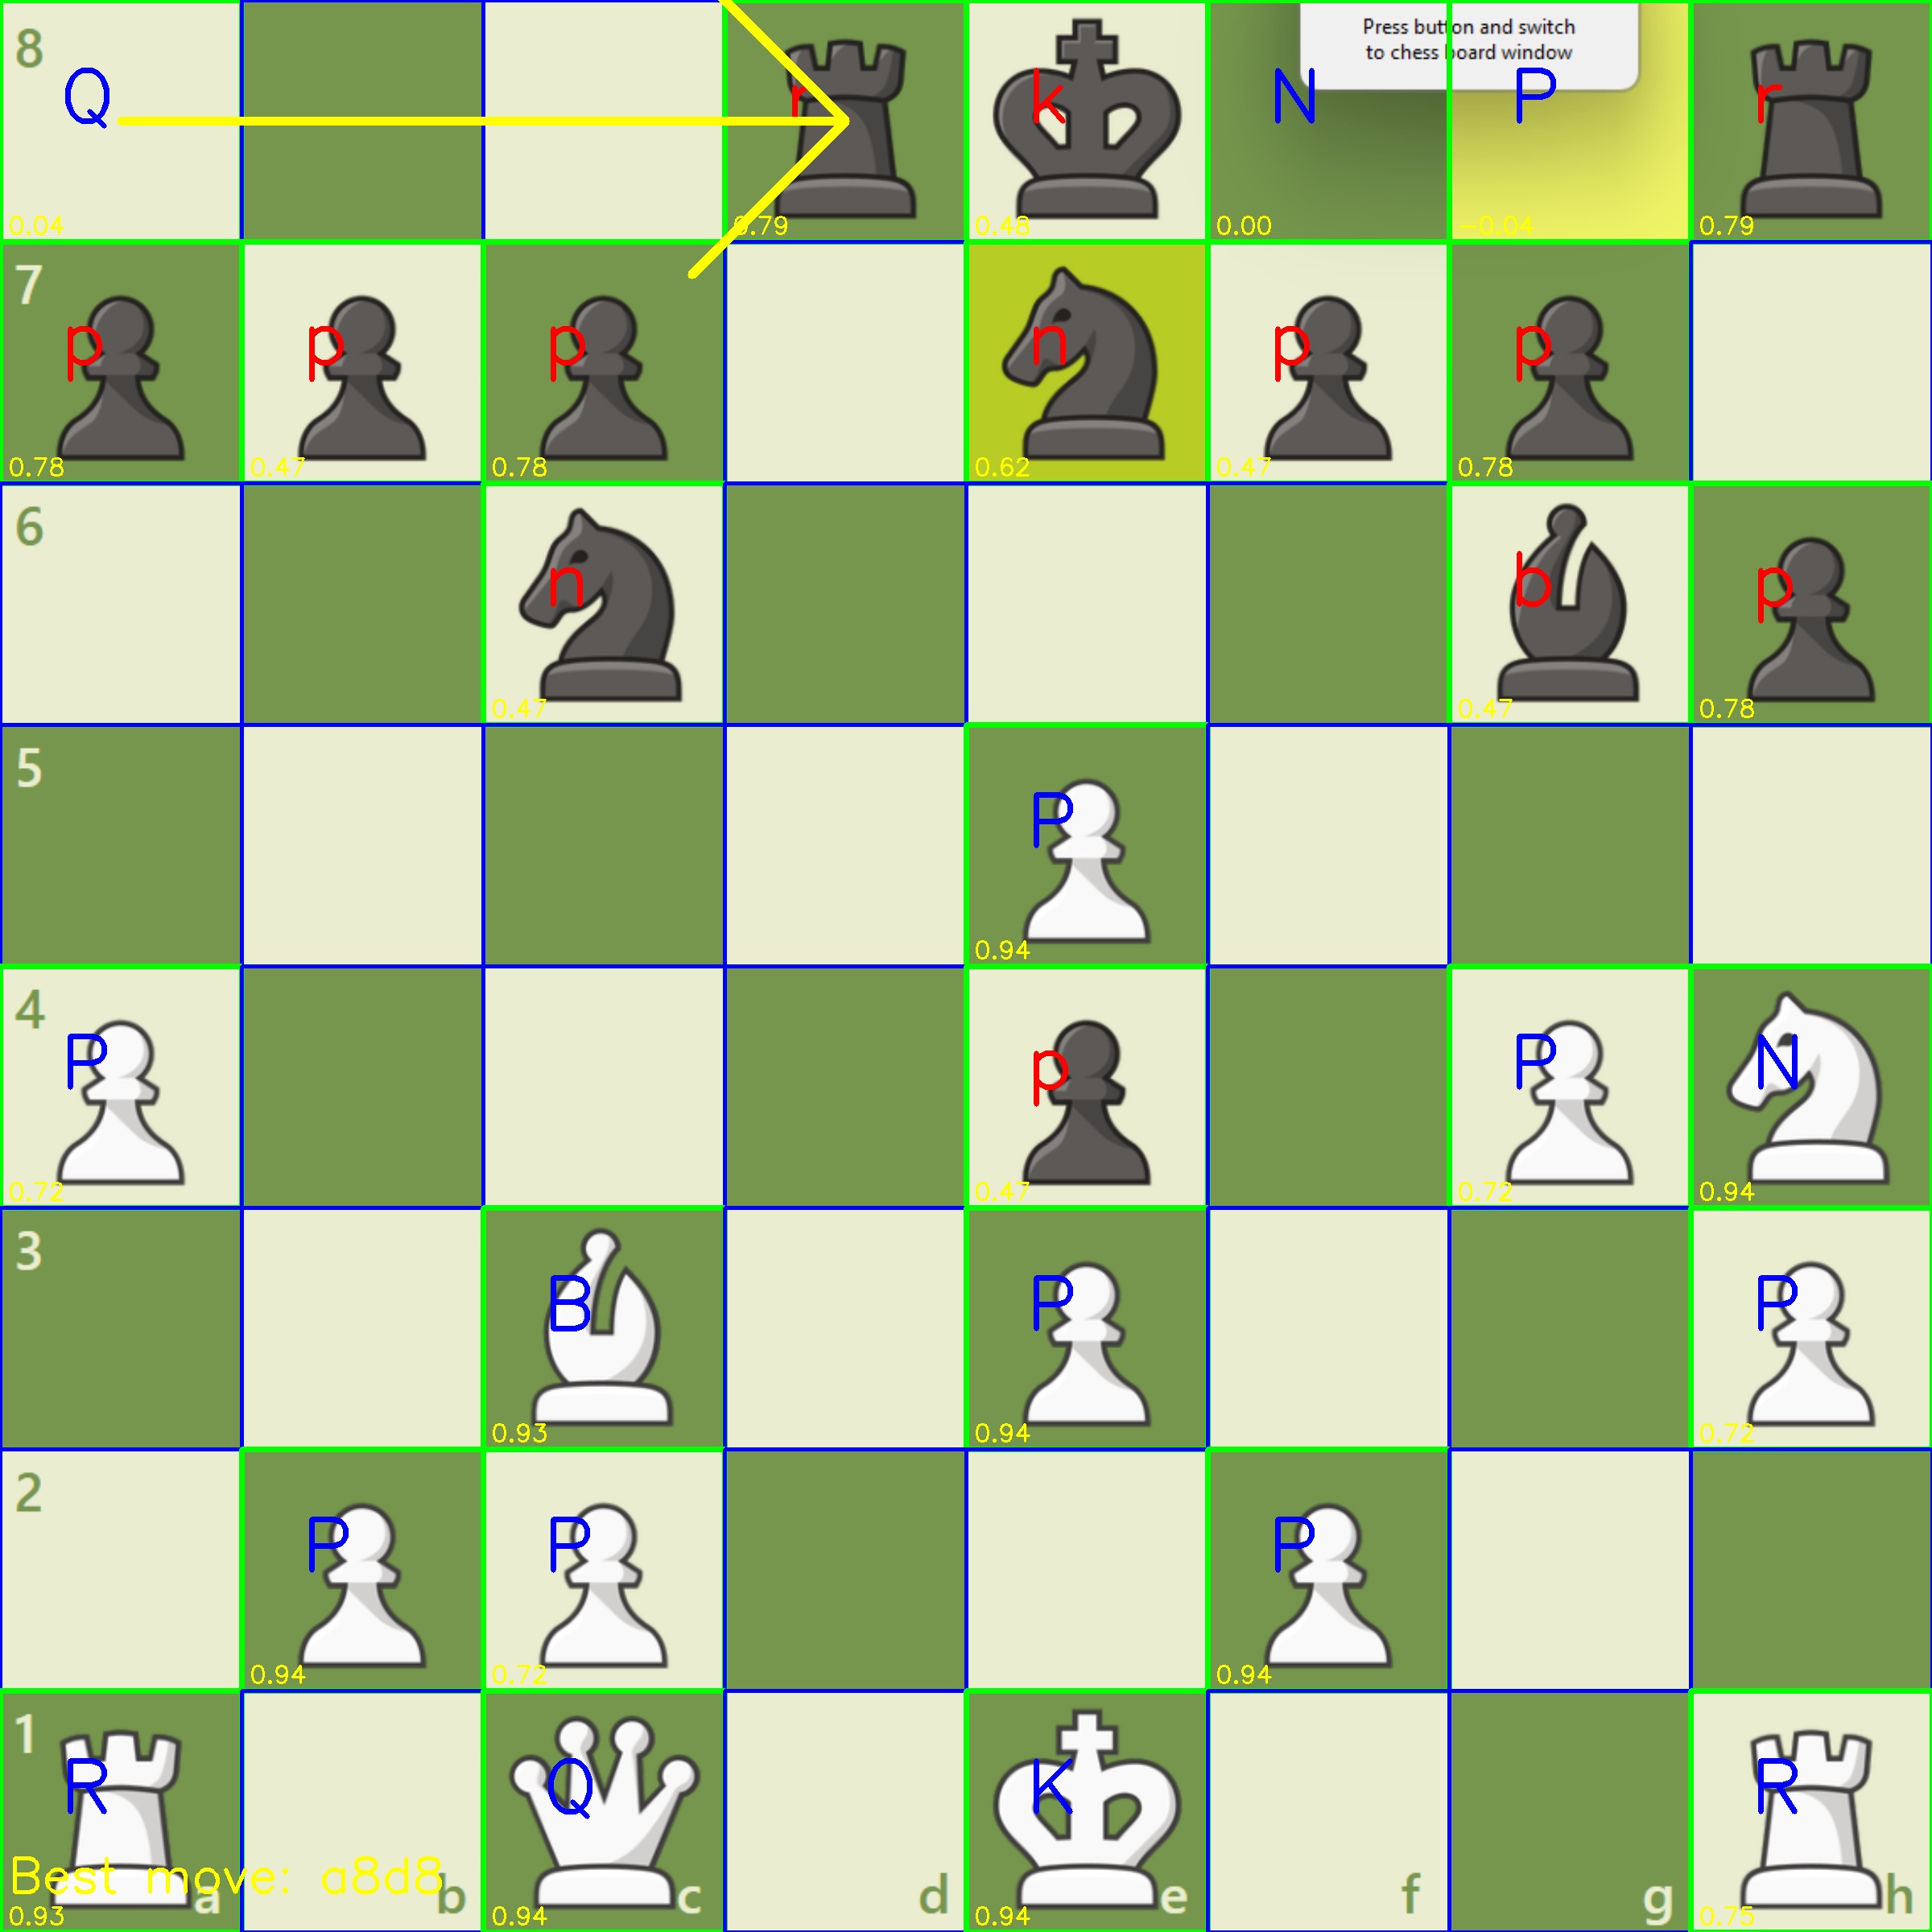 Press button and switch
to chess board window
8
Q
r
k
N
P
r
0.04
0.79
0.48
0.00
-0.04
0.79
7
p
p
p
n
p
p
0.78
0.47
0.78
0.62
0.47
0.78
6
n
b
p
0.47
0.47
0.78
5
P
0.94
4
P
p
P
N
0.72
0.47
0.72
0.94
3
B
P
P
0.93
0.94
0.72
2
P
P
P
0.94
0.72
0.94
1
R
Q
K
R
Best move: a8d8
a
b
c
d
e
f
g
h
0.93
0.94
0.94
0.75